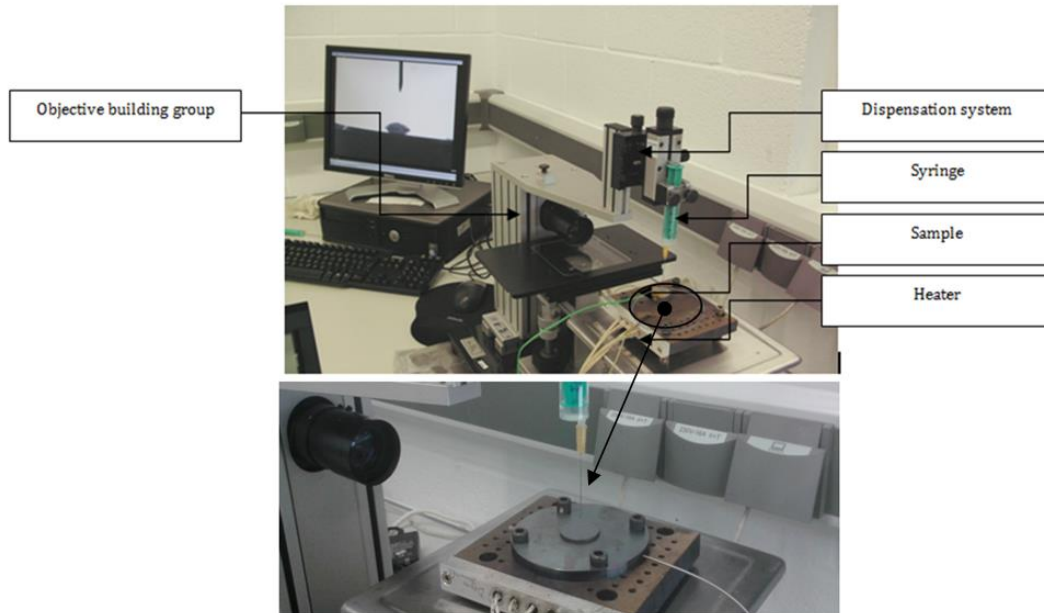 Objective building group
Dispensation system
Syringe
Sample
Heater